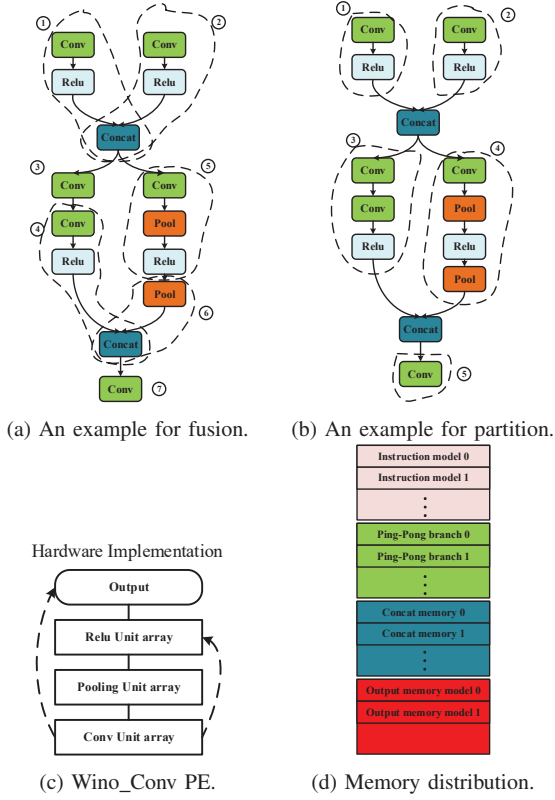 ①
②
Conv
Conv
Relu
Relu
Concat
③
⑤
Conv
Conv
④
Conv
Pool
Relu
Relu
Pool
⑥
Concat
Conv
⑦
(a) An example for fusion.
①
②
Conv
Conv
Relu
Relu
Concat
③
④
Conv
Conv
Conv
Pool
Relu
Relu
Pool
Concat
Conv
⑤
(b) An example for partition.
Hardware Implementation
Output
Relu Unit array
Pooling Unit array
Conv Unit array
(c) Wino_Conv PE.
Instruction model 0
Instruction model 1
Ping-Pong branch 0
Ping-Pong branch 1
Concat memory 0
Concat memory 1
Output memory model 0
Output memory model 1
(d) Memory distribution.